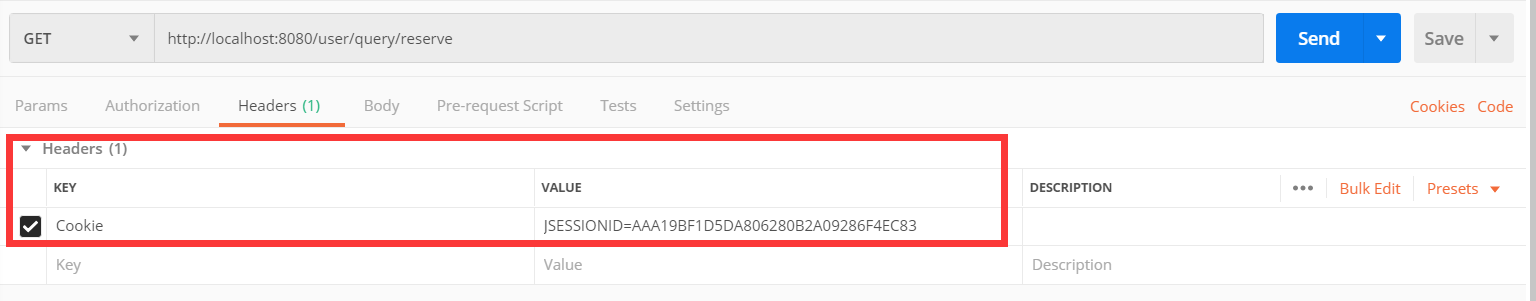 GET http://localhost:8080/user/query/reserve Send Save
Params Authorization Headers (1) Body Pre-request Script Tests Settings Cookies Code
Headers (1)
KEY VALUE DESCRIPTION ••• Bulk Edit Presets
Cookie JSESSIONID=AAA19BF1D5DA806280B2A09286F4EC83
Key Value Description